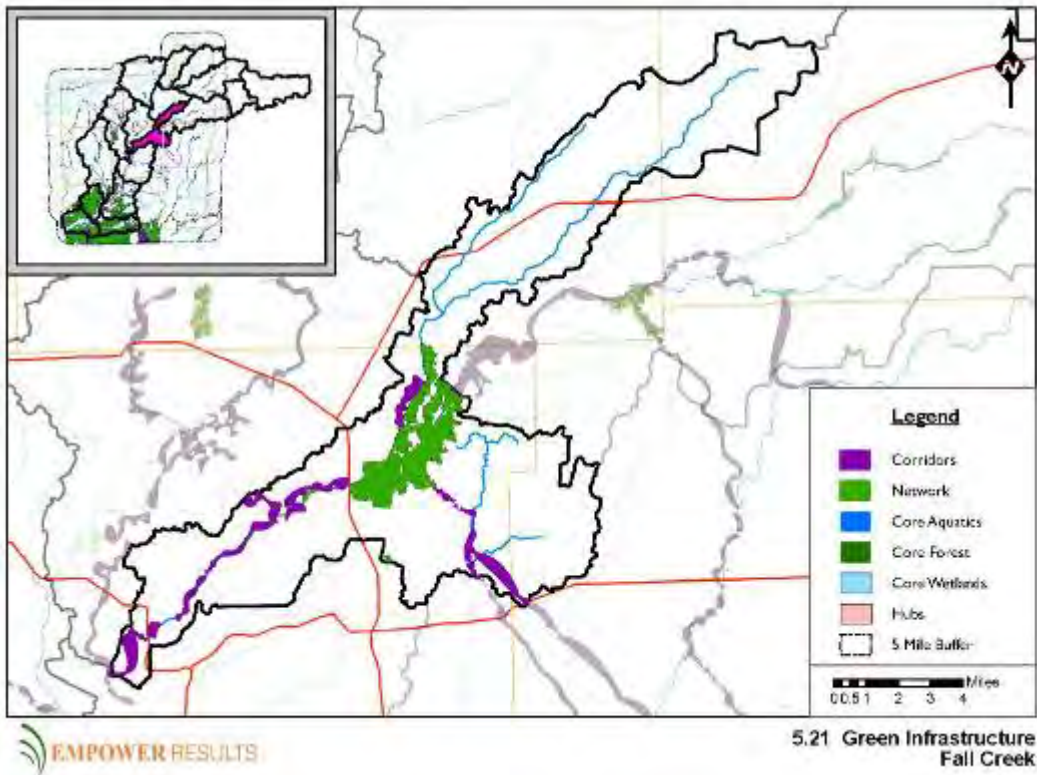 N
Legend
Corridors
Network
Core Aquatics
Core Forest
Core Wetlands
Hubs
5 Mile Buffer
Miles
0 0.5 1 2 3 4
EMPOWER RESULTS
5.21 Green Infrastructure
Fall Creek